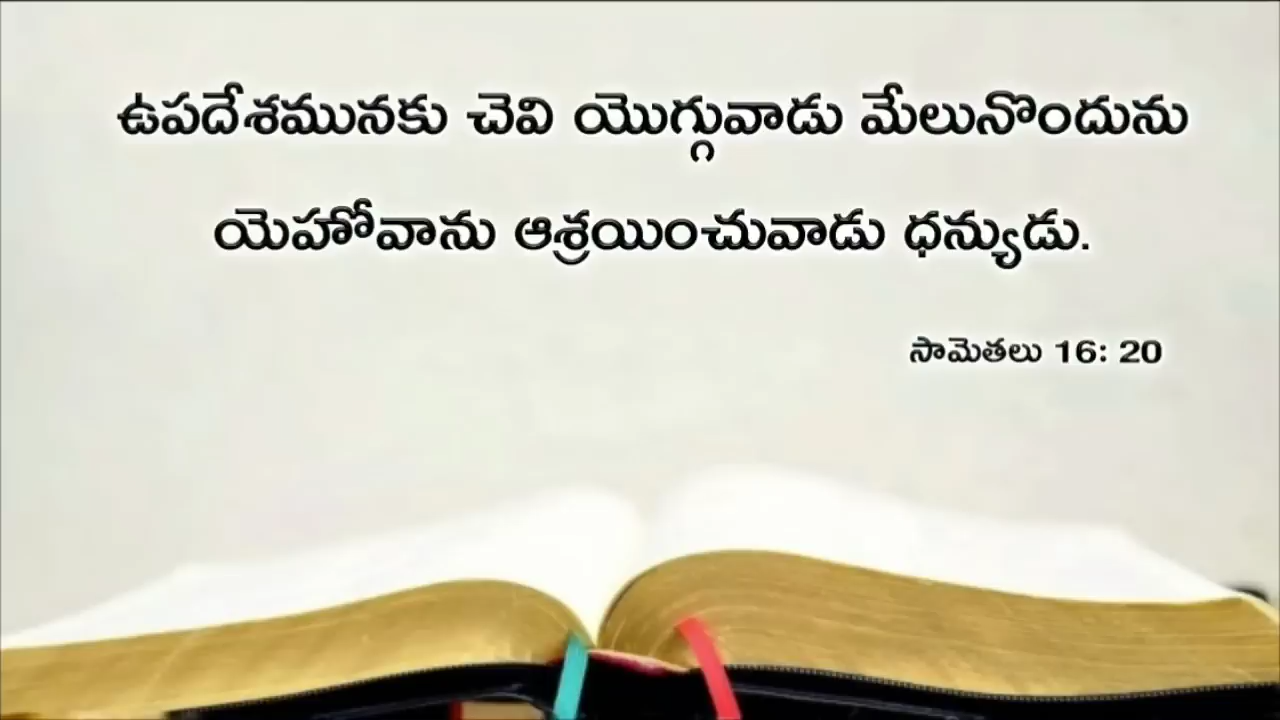 ఉపదేశమునకు చెవి యొగ్గువాడు మేలునొందును
యెహోవాను ఆశ్రయించువాడు ధన్యుడు.
సామెతలు 16: 20